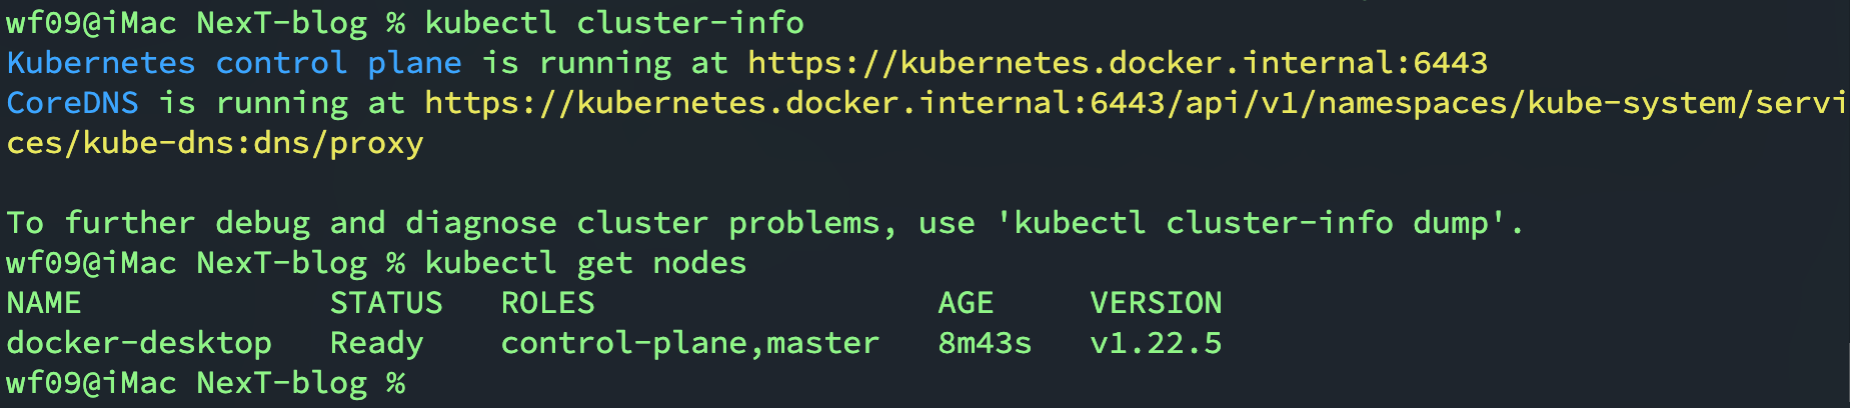 wf09@iMac NexT-blog % kubectl cluster-info
Kubernetes control plane is running at https://kubernetes.docker.internal:6443
CoreDNS is running at https://kubernetes.docker.internal:6443/api/v1/namespaces/kube-system/servi
ces/kube-dns:dns/proxy

To further debug and diagnose cluster problems, use 'kubectl cluster-info dump'.
wf09@iMac NexT-blog % kubectl get nodes
NAME             STATUS   ROLES                  AGE     VERSION
docker-desktop   Ready    control-plane,master   8m43s   v1.22.5
wf09@iMac NexT-blog %